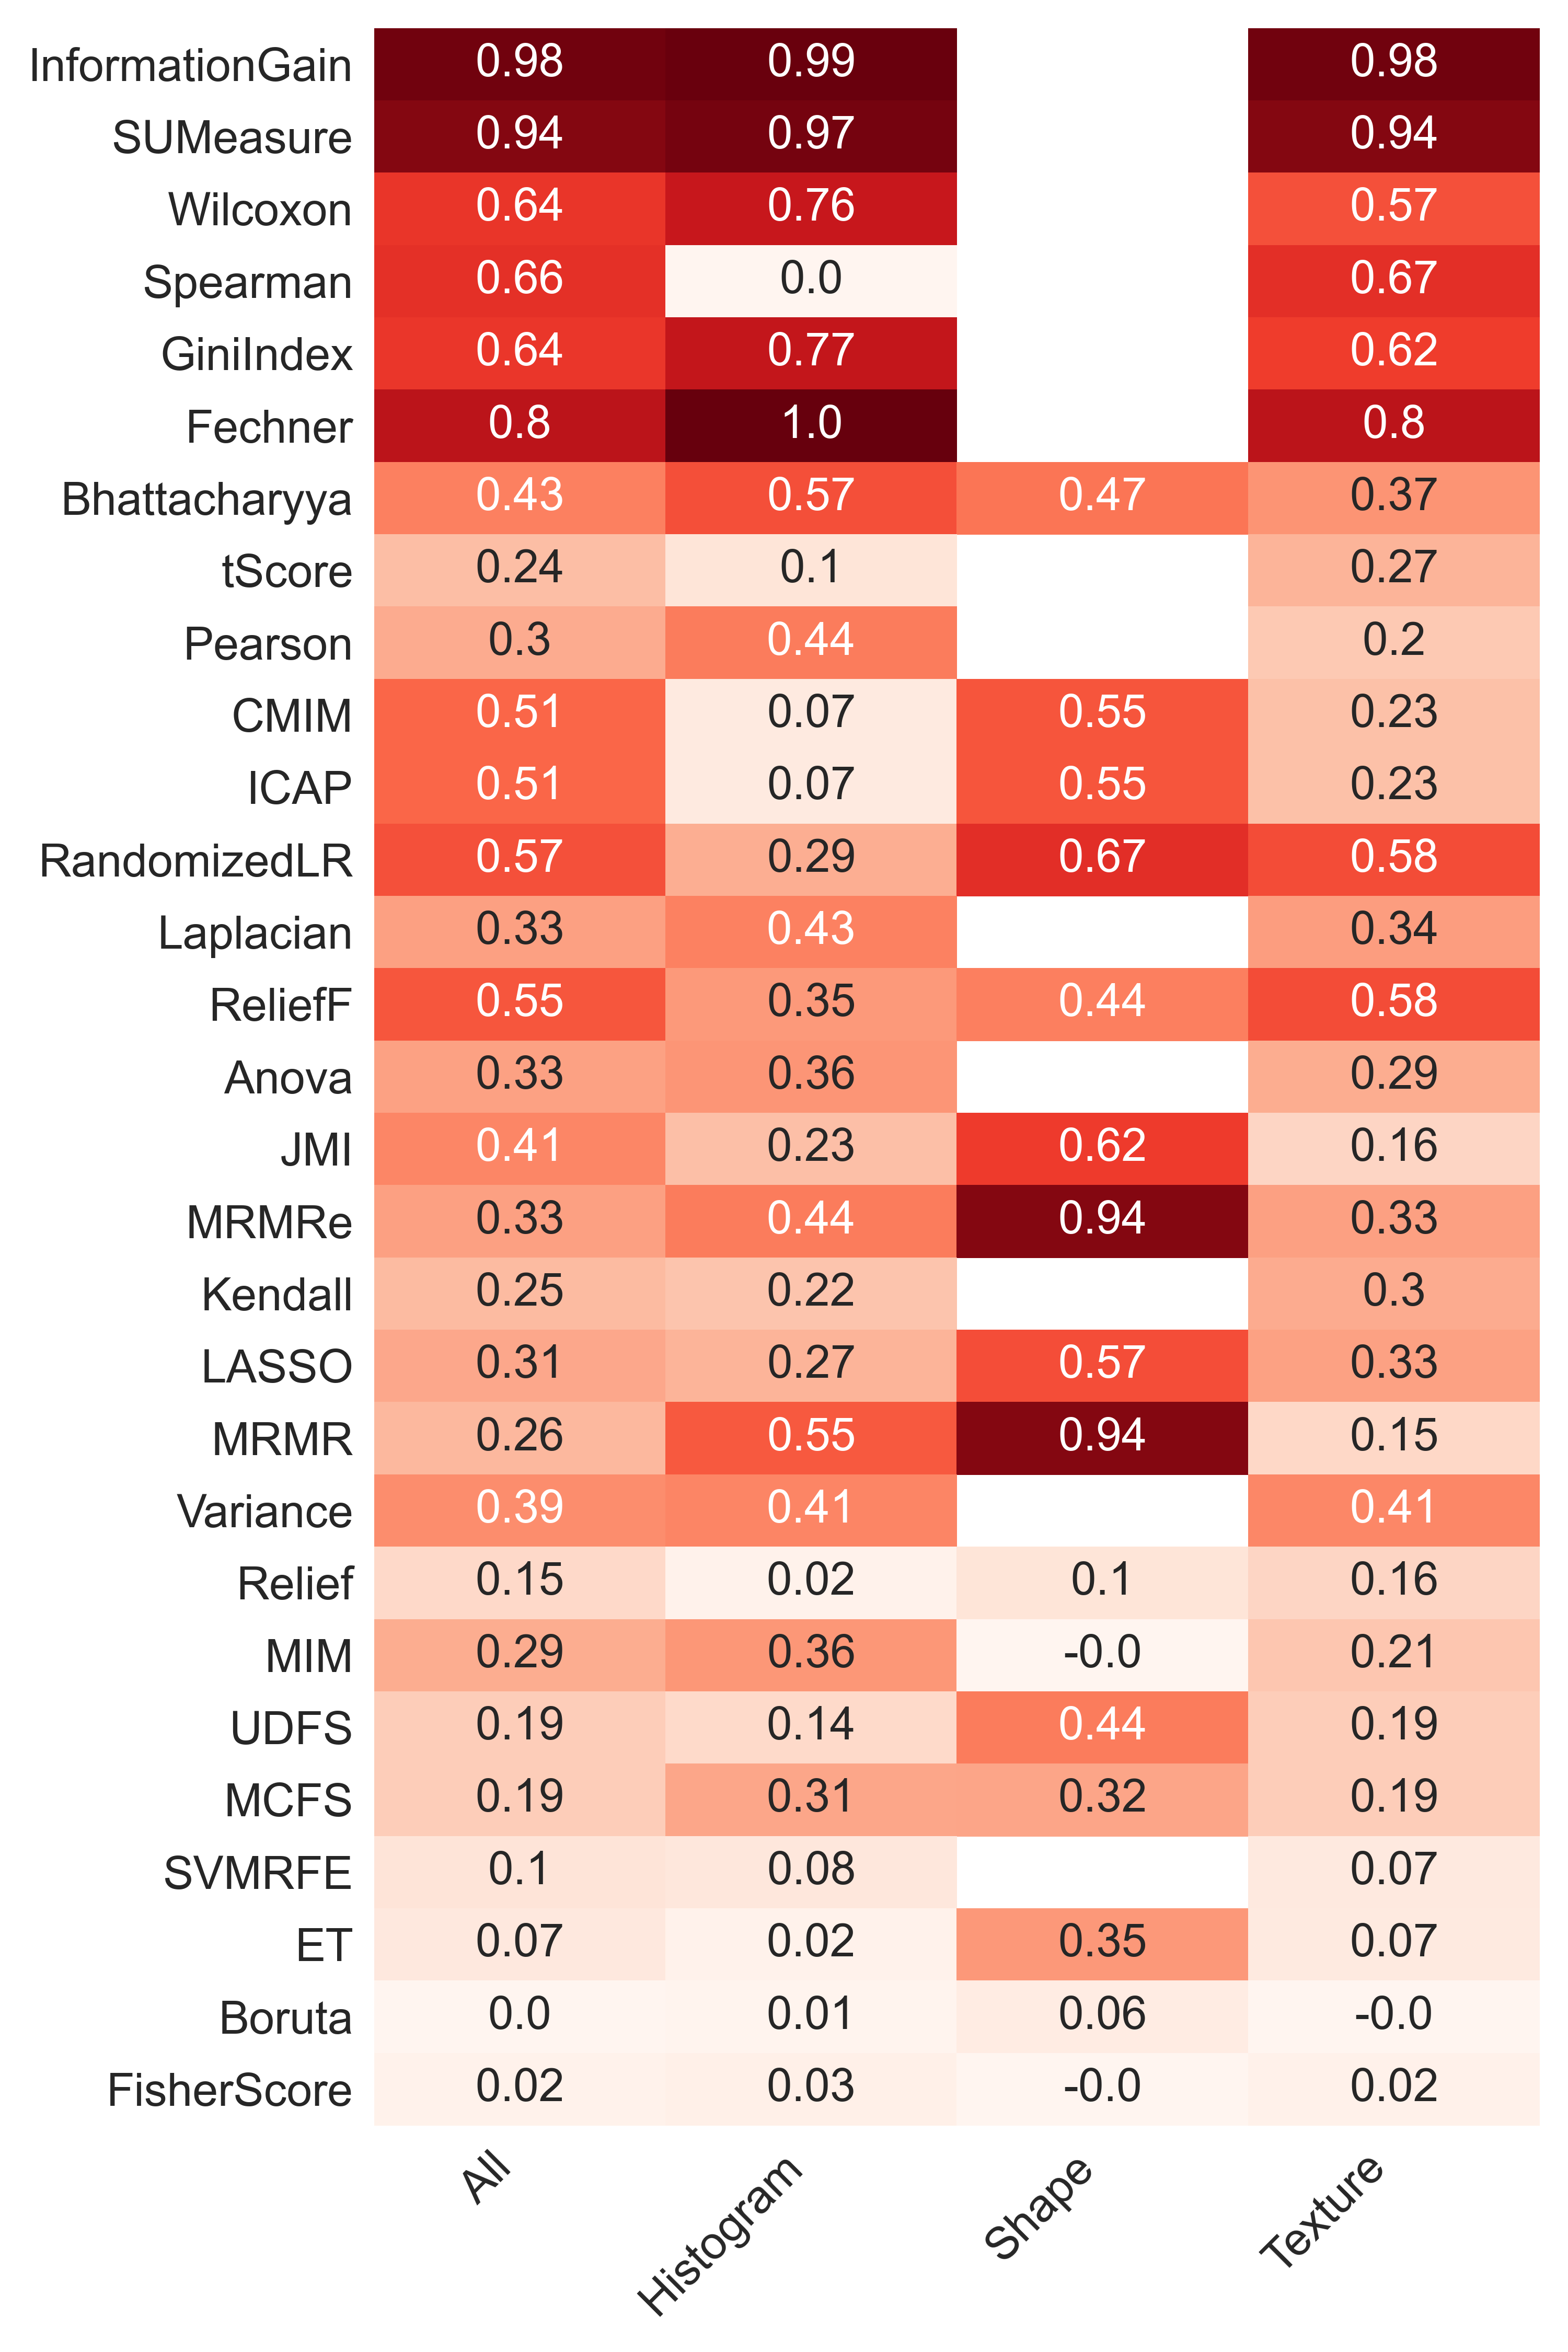 InformationGain 0.98 0.99 0.98
SUMeasure 0.94 0.97 0.94
Wilcoxon 0.64 0.76 0.57
Spearman 0.66 0.0 0.67
GiniIndex 0.64 0.77 0.62
Fechner 0.8 1.0 0.8
Bhattacharyya 0.43 0.57 0.47 0.37
tScore 0.24 0.1 0.27
Pearson 0.3 0.44 0.2
CMIM 0.51 0.07 0.55 0.23
ICAP 0.51 0.07 0.55 0.23
RandomizedLR 0.57 0.29 0.67 0.58
Laplacian 0.33 0.43 0.34
ReliefF 0.55 0.35 0.44 0.58
Anova 0.33 0.36 0.29
JMI 0.41 0.23 0.62 0.16
MRMRe 0.33 0.44 0.94 0.33
Kendall 0.25 0.22 0.3
LASSO 0.31 0.27 0.57 0.33
MRMR 0.26 0.55 0.94 0.15
Variance 0.39 0.41 0.41
Relief 0.15 0.02 0.1 0.16
MIM 0.29 0.36 -0.0 0.21
UDFS 0.19 0.14 0.44 0.19
MCFS 0.19 0.31 0.32 0.19
SVMRFE 0.1 0.08 0.07
ET 0.07 0.02 0.35 0.07
Boruta 0.0 0.01 0.06 -0.0
FisherScore 0.02 0.03 -0.0 0.02
All Histogram Shape Texture